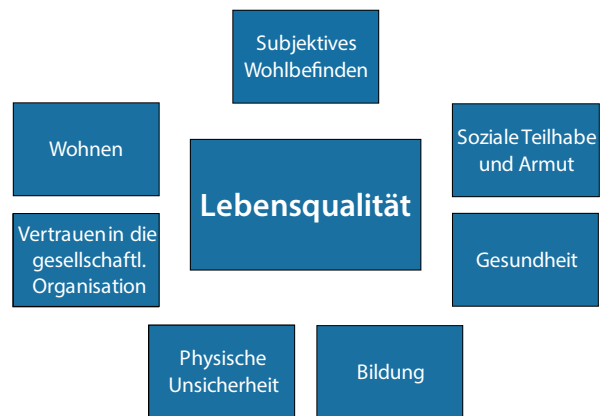 Subjektives
Wohlbefinden
Wohnen
Soziale Teilhabe
und Armut
Lebensqualität
Vertrauen in die
gesellschaftl.
Organisation
Gesundheit
Physische
Unsicherheit
Bildung